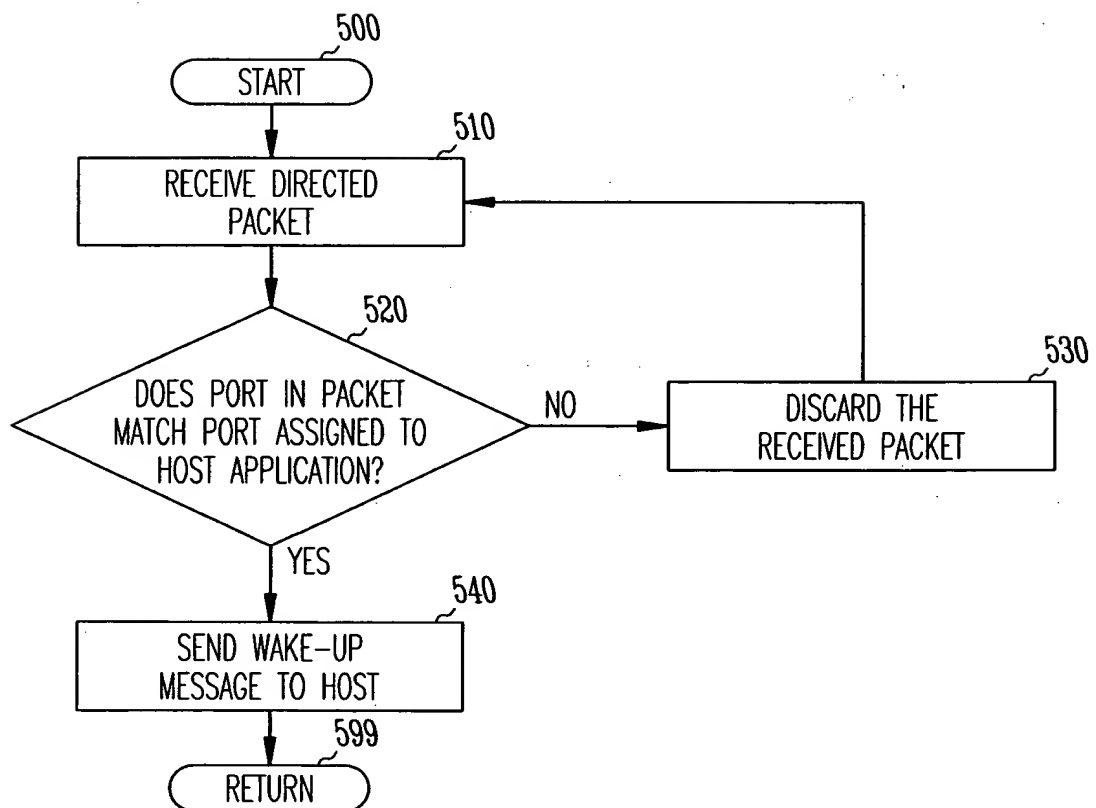 500
START
510
RECEIVE DIRECTED
PACKET
520
DOES PORT IN PACKET
MATCH PORT ASSIGNED TO
HOST APPLICATION?
NO
530
DISCARD THE
RECEIVED PACKET
YES
540
SEND WAKE-UP
MESSAGE TO HOST
599
RETURN